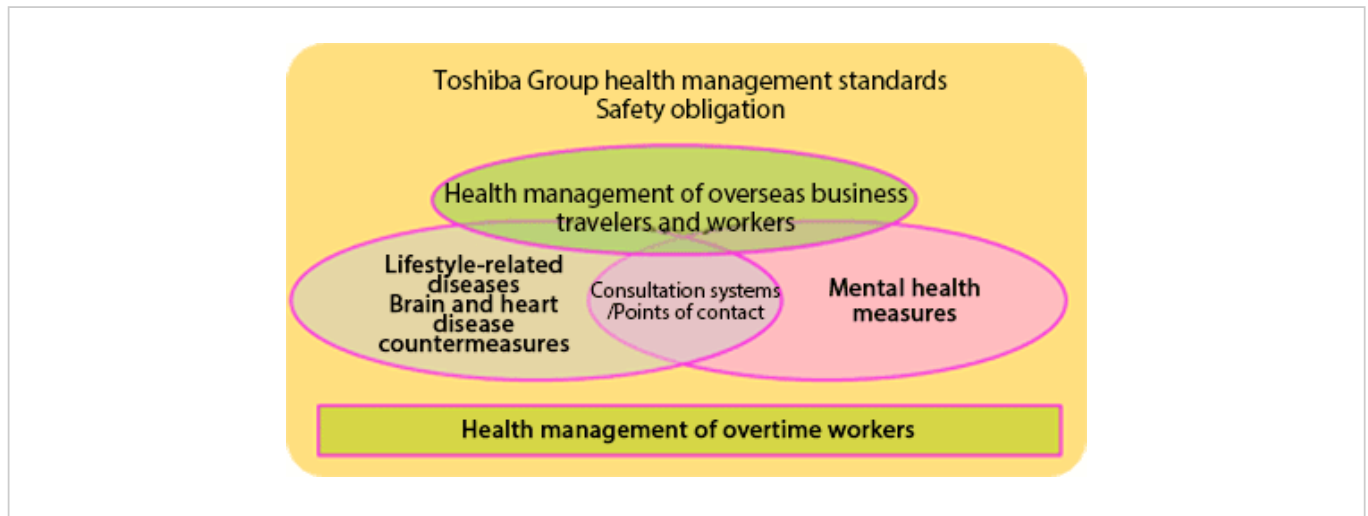 Toshiba Group health management standards
Safety obligation
Health management of overseas business
travelers and workers
Lifestyle-related
diseases
Brain and heart
disease
countermeasures
Consultation systems
/Points of contact
Mental health
measures
Health management of overtime workers